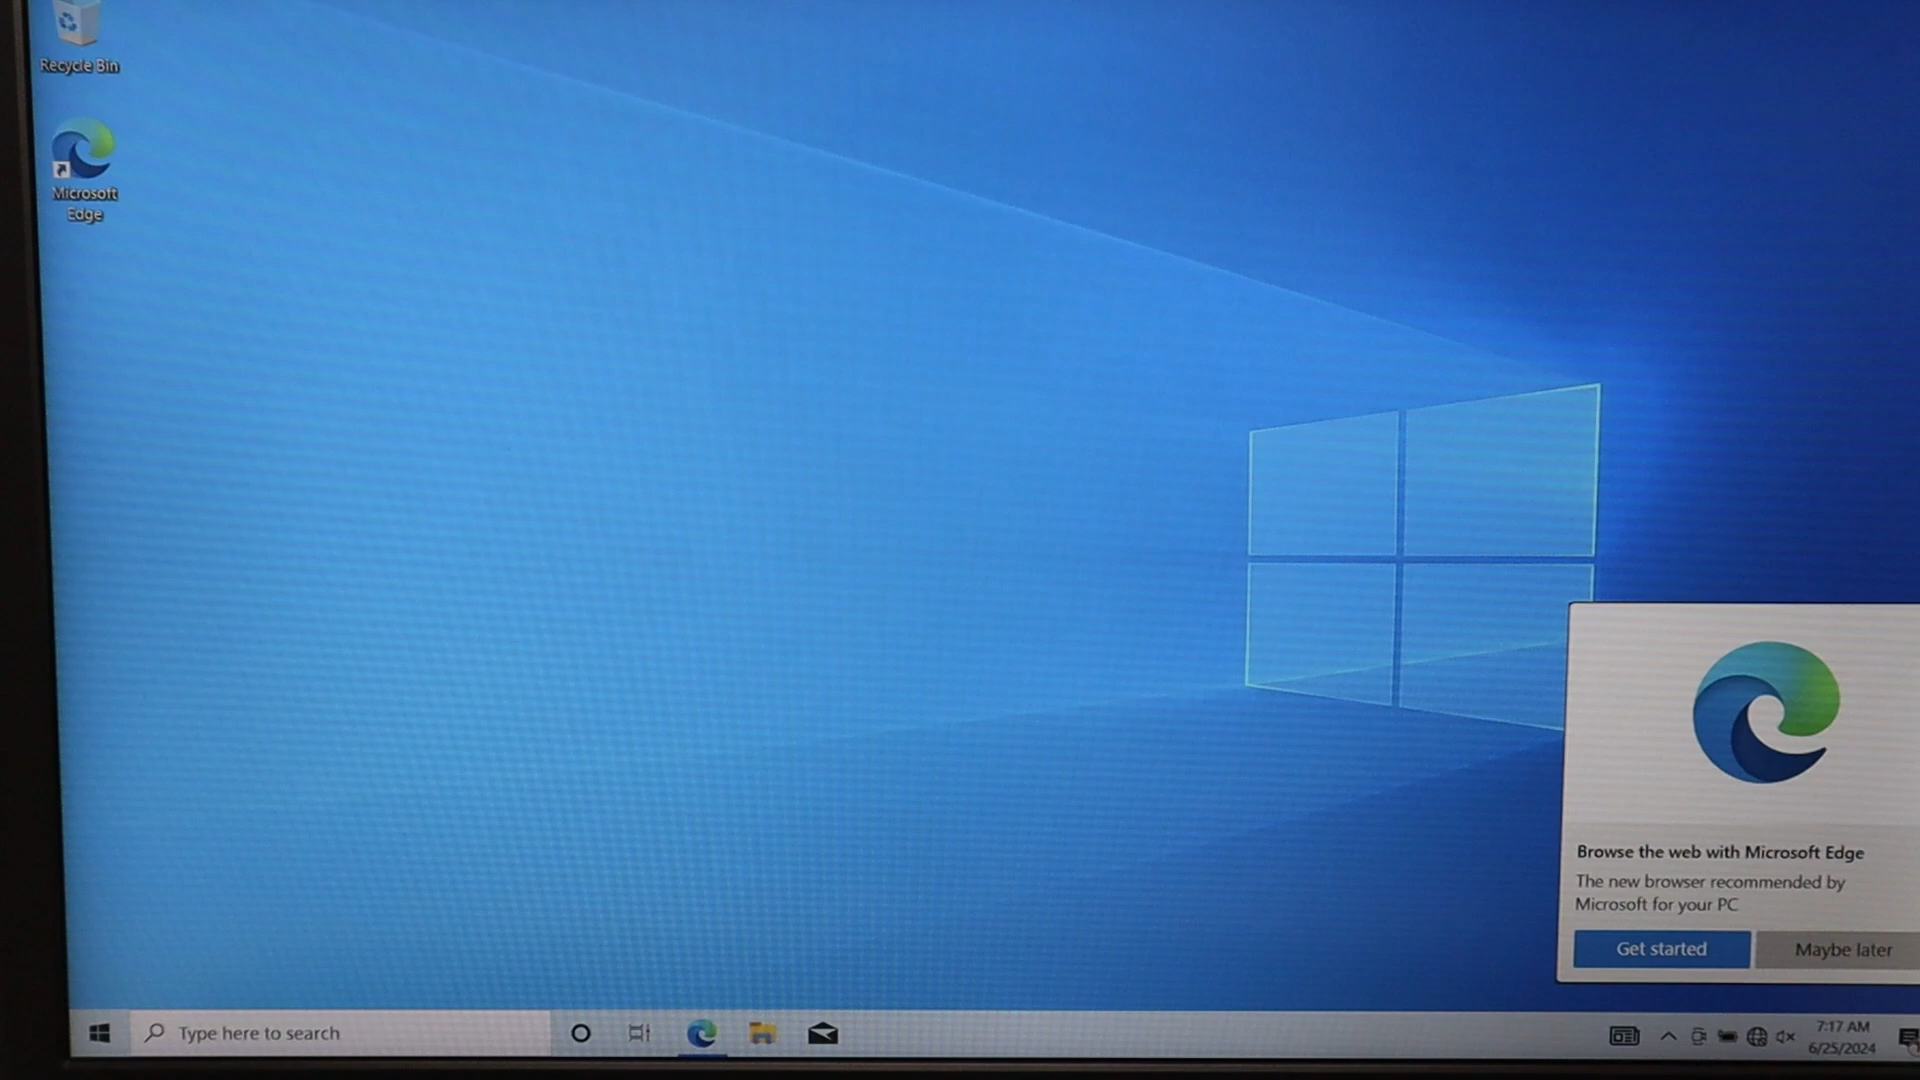 Recycle Bin
Microsoft
Edge
Browse the web with Microsoft Edge
The new browser recommended by
Microsoft for your PC
Get started
Maybe later
Type here to search
7:17 AM
6/25/2024